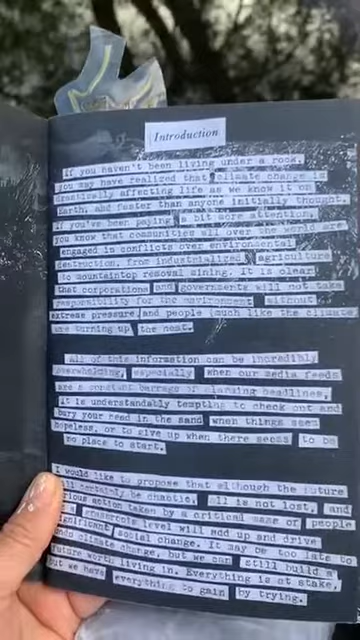 Introduction
If you haven't been living under a rock,
you may have realized that climate change is
drastically affecting life as we know it on
Earth, and faster than anyone initially thought.
If you've been paying a bit more attention,
you know that communities all over the world are
engaged in conflicts over environmental
destruction, from industrialized agriculture
to mountaintop removal mining. It is clear
that corporations and governments will not take
responsibility for the environment without
extreme pressure and people (much like the climate
are turning up the heat.
All of this information can be incredibly
overwhelming, especially when our media feeds
are a constant barrage of alarming headlines,
it is understandably tempting to check out and
bury your head in the sand when things seem
hopeless, or to give up when there seems to be
no place to start.
I would like to propose that although the future
will certainly be chaotic, all is not lost, and
serious action taken by a critical mass of people
a grassroots level will add up and drive
significant social change. It may be too late to
undo climate change, but we can still build a
future worth living in. Everything is at stake,
but we have everything to gain by trying.